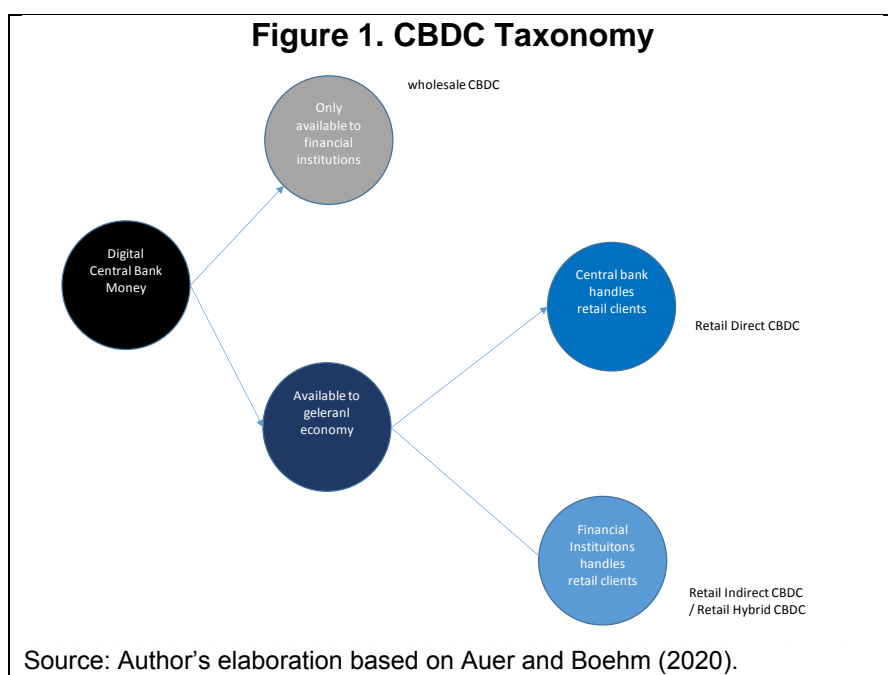 Figure 1. CBDC Taxonomy
wholesale CBDC
Only
available to
financial
institutions
Digital
Central Bank
Money
Central bank
handles
retail clients
Retail Direct CBDC
Available to
geleranl
economy
Financial
Instituitons
handles
retail clients
Retail Indirect CBDC
/ Retail Hybrid CBDC
Source: Author’s elaboration based on Auer and Boehm (2020).